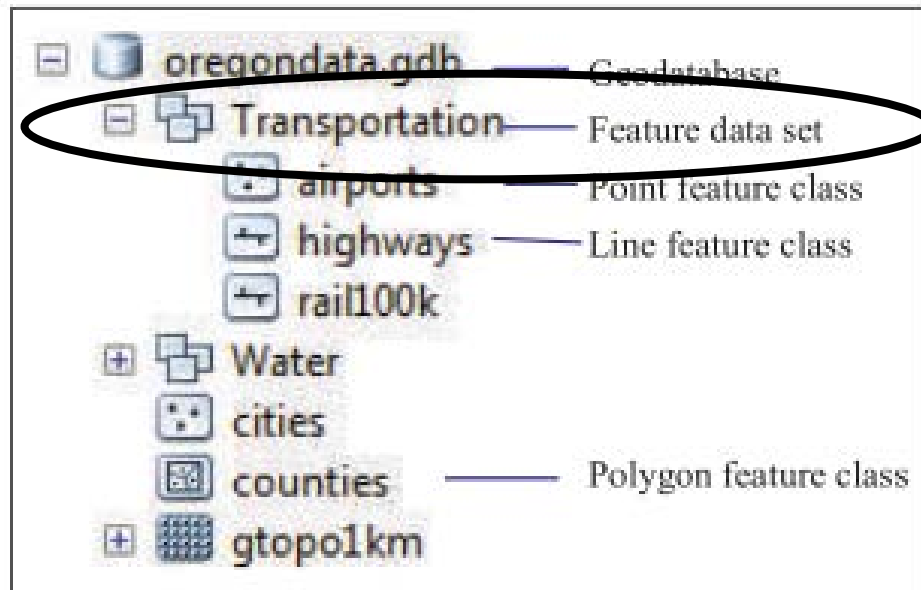 oregondata.gdb Geodatabase
Transportation Feature data set
airports Point feature class
highways Line feature class
rail100k
Water
cities
counties Polygon feature class
gtopo1km